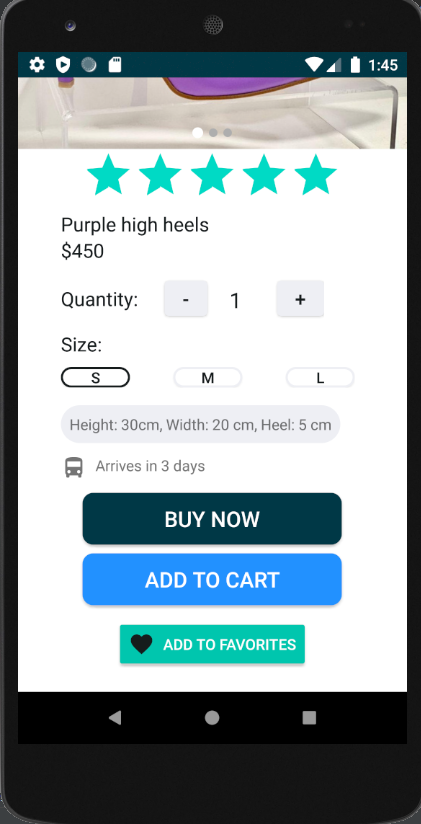 1:45
Purple high heels
$450
Quantity: - 1 +
Size:
S M L
Height: 30cm, Width: 20 cm, Heel: 5 cm
Arrives in 3 days
BUY NOW
ADD TO CART
ADD TO FAVORITES